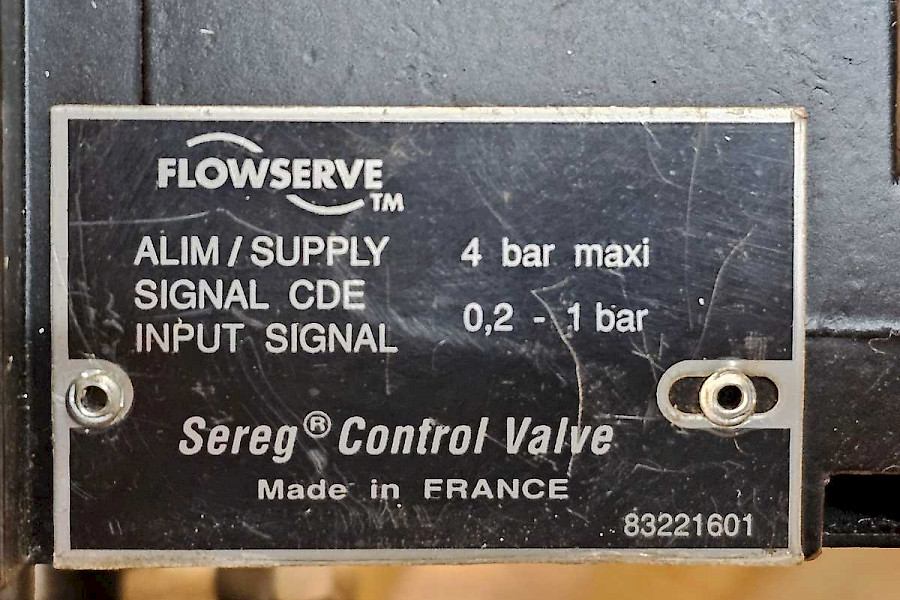 FLOWSERVE
TM
ALIM / SUPPLY 4 bar maxi
SIGNAL CDE
INPUT SIGNAL 0,2 - 1 bar
Sereg® Control Valve
Made in FRANCE
83221601